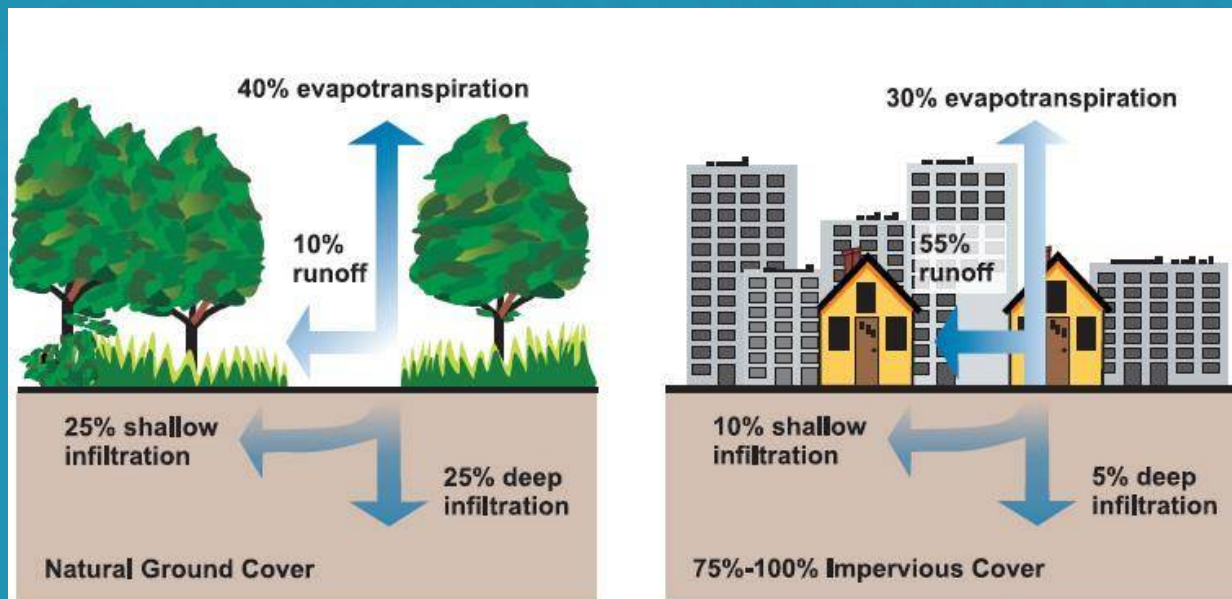 40% evapotranspiration
10%
runoff
25% shallow
infiltration
25% deep
infiltration
Natural Ground Cover
30% evapotranspiration
55%
runoff
10% shallow
infiltration
5% deep
infiltration
75%-100% Impervious Cover